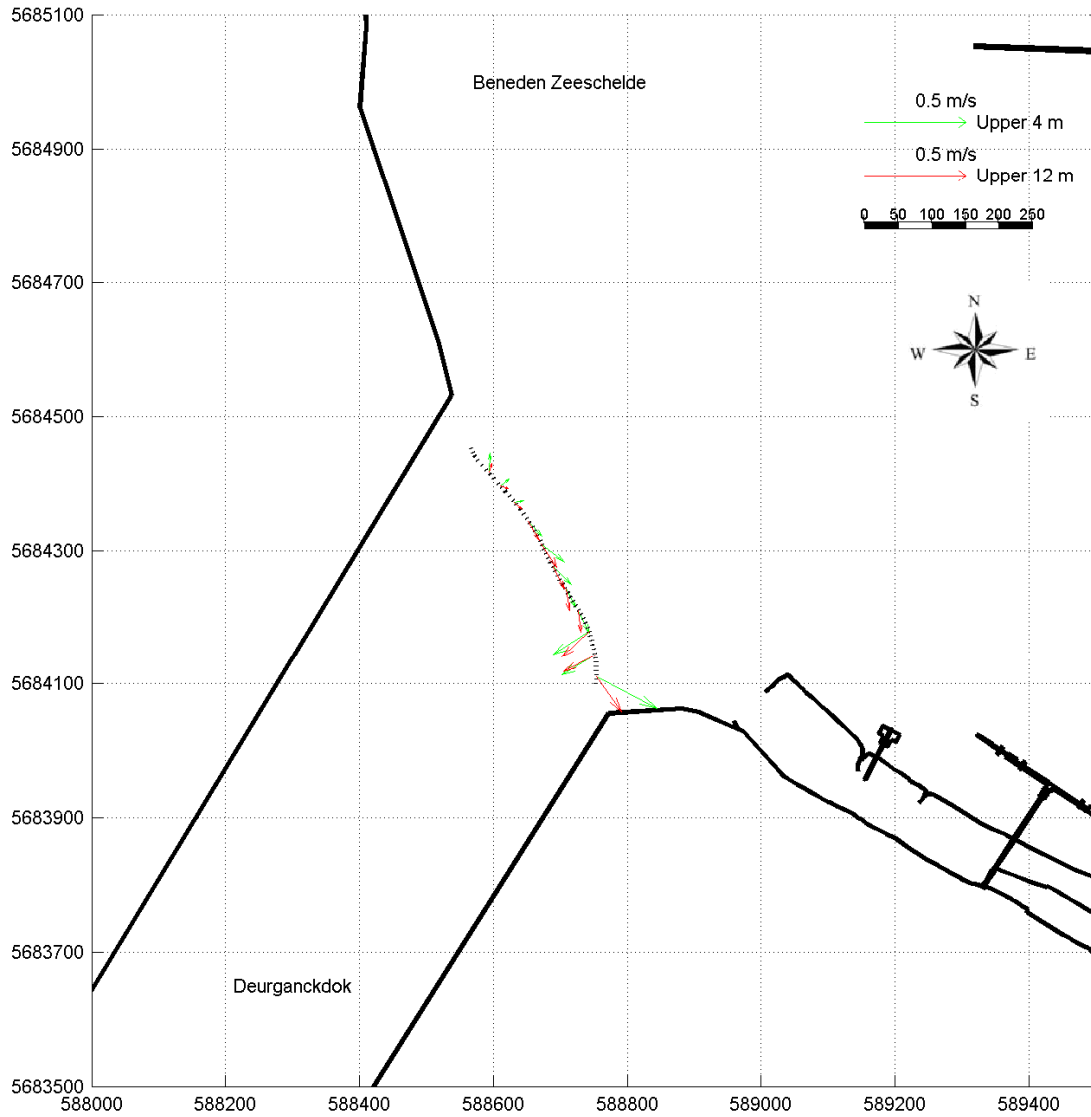 5685100
Beneden Zeeschelde
0.5 m/s
Upper 4 m
5684900
0.5 m/s
Upper 12 m
0 50 100 150 200 250
5684700
N
W E
S
5684500
5684300
5684100
5683900
5683700
Deurganckdok
5683500
588000 588200 588400 588600 588800 589000 589200 589400